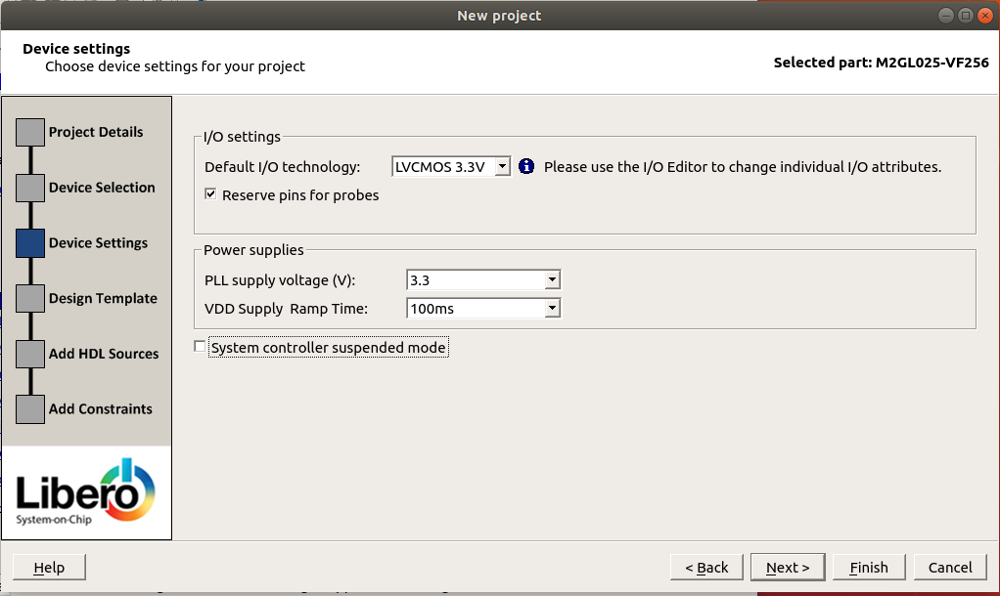 New project
Device settings
Choose device settings for your project
Selected part: M2GL025-VF256
Project Details
Device Selection
Device Settings
Design Template
Add HDL Sources
Add Constraints
Libero
System-on-Chip
I/O settings
Default I/O technology: LVCMOS 3.3V i Please use the I/O Editor to change individual I/O attributes.
Reserve pins for probes
Power supplies
PLL supply voltage (V): 3.3
VDD Supply Ramp Time: 100ms
System controller suspended mode
Help < Back Next > Finish Cancel